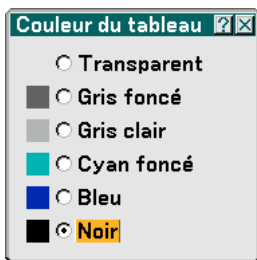 Couleur du tableau ? ×
Transparent
Gris foncé
Gris clair
Cyan foncé
Bleu
Noir